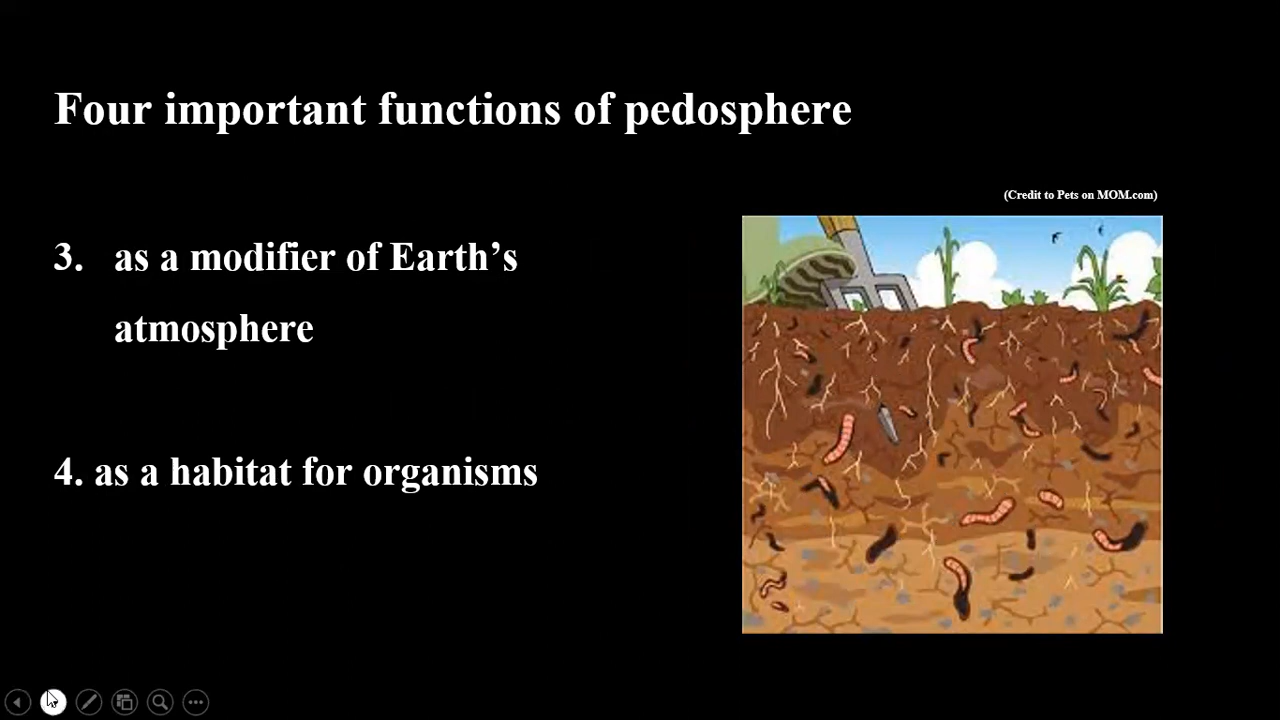 Four important functions of pedosphere
(Credit to Pets on MOM.com)
3. as a modifier of Earth’s
atmosphere
4. as a habitat for organisms